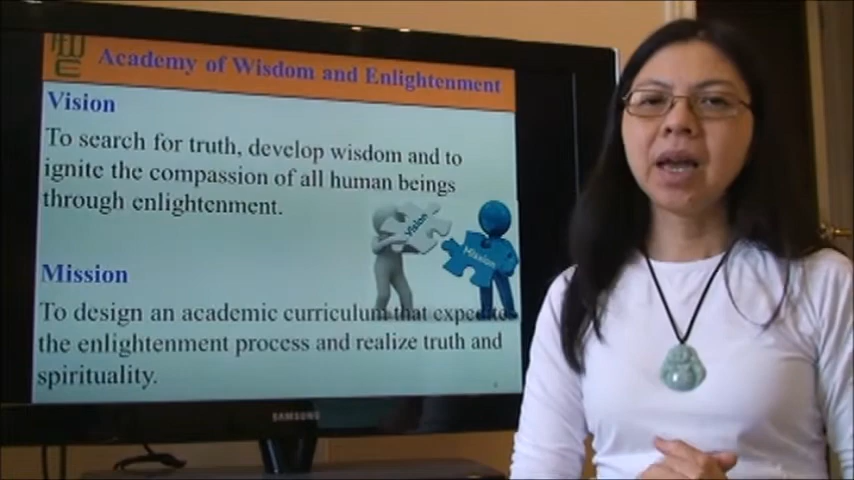 Academy of Wisdom and Enlightenment
Vision
To search for truth, develop wisdom and to
ignite the compassion of all human beings
through enlightenment.
Vision
Mission
Mission
To design an academic curriculum that expedites
the enlightenment process and realize truth and
spirituality.
SAMSUNG